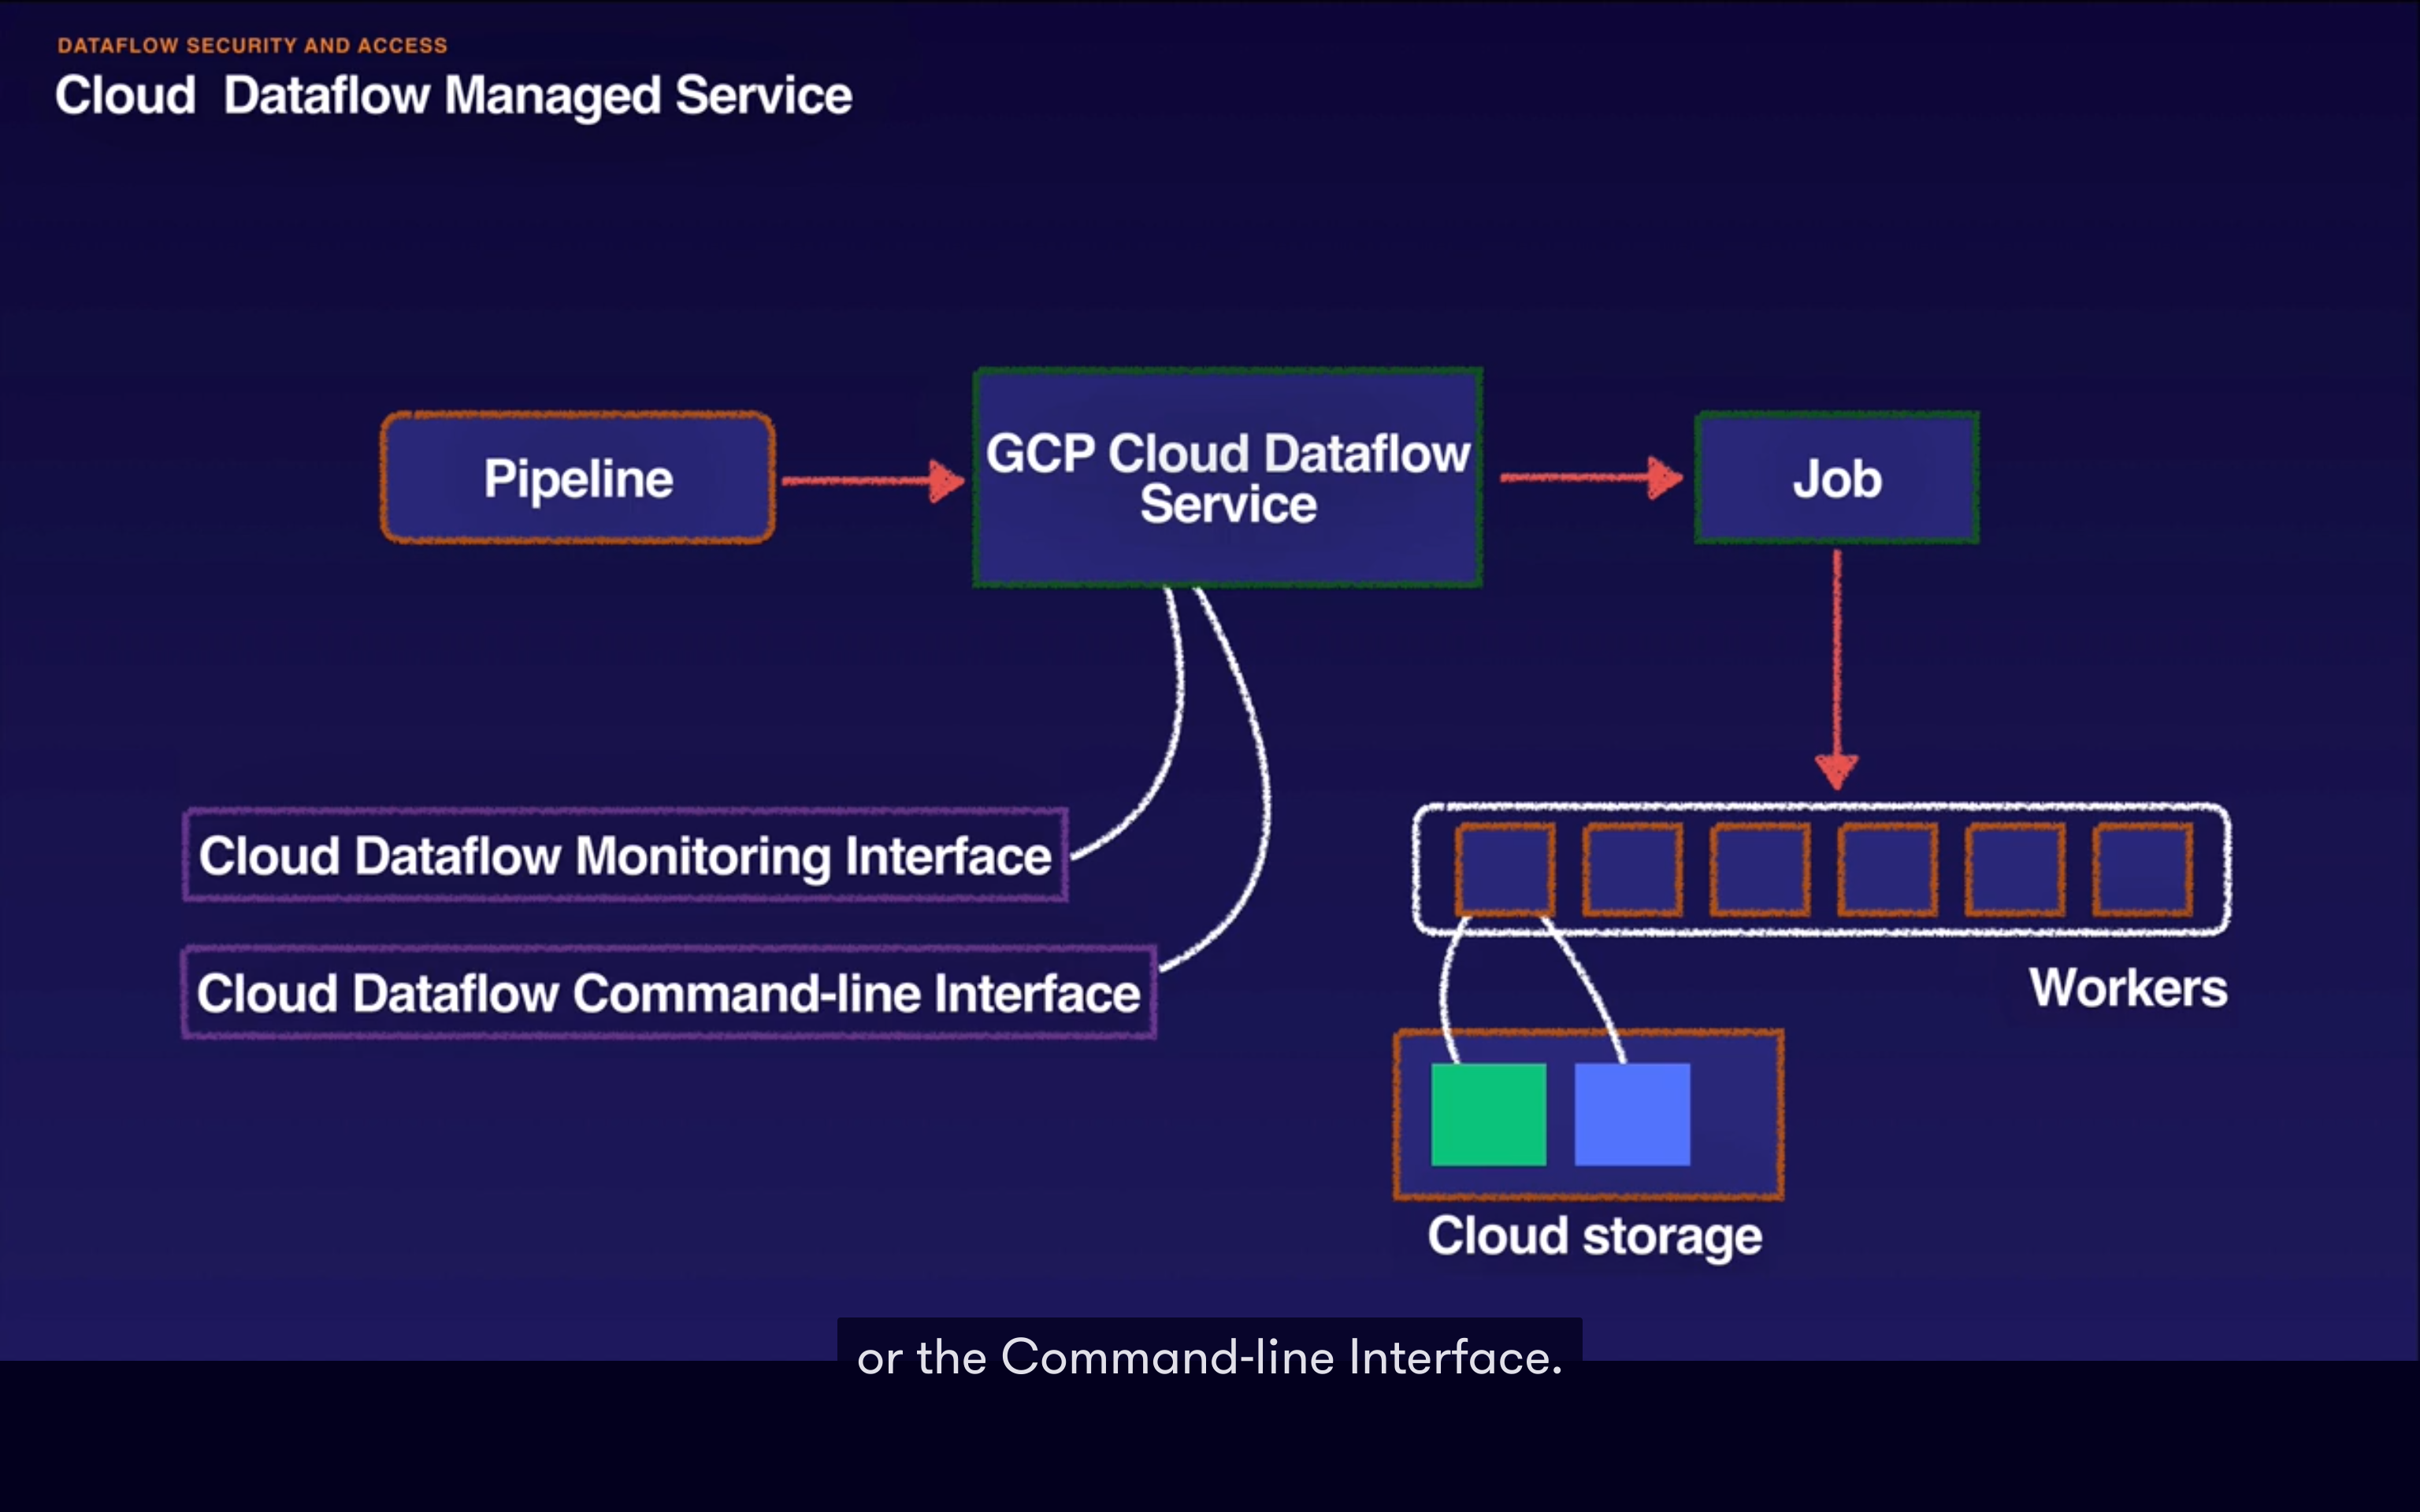 DATAFLOW SECURITY AND ACCESS
Cloud Dataflow Managed Service
Pipeline
GCP Cloud Dataflow
Service
Job
Cloud Dataflow Monitoring Interface
Cloud Dataflow Command-line Interface
Workers
Cloud storage
or the Command-line Interface.